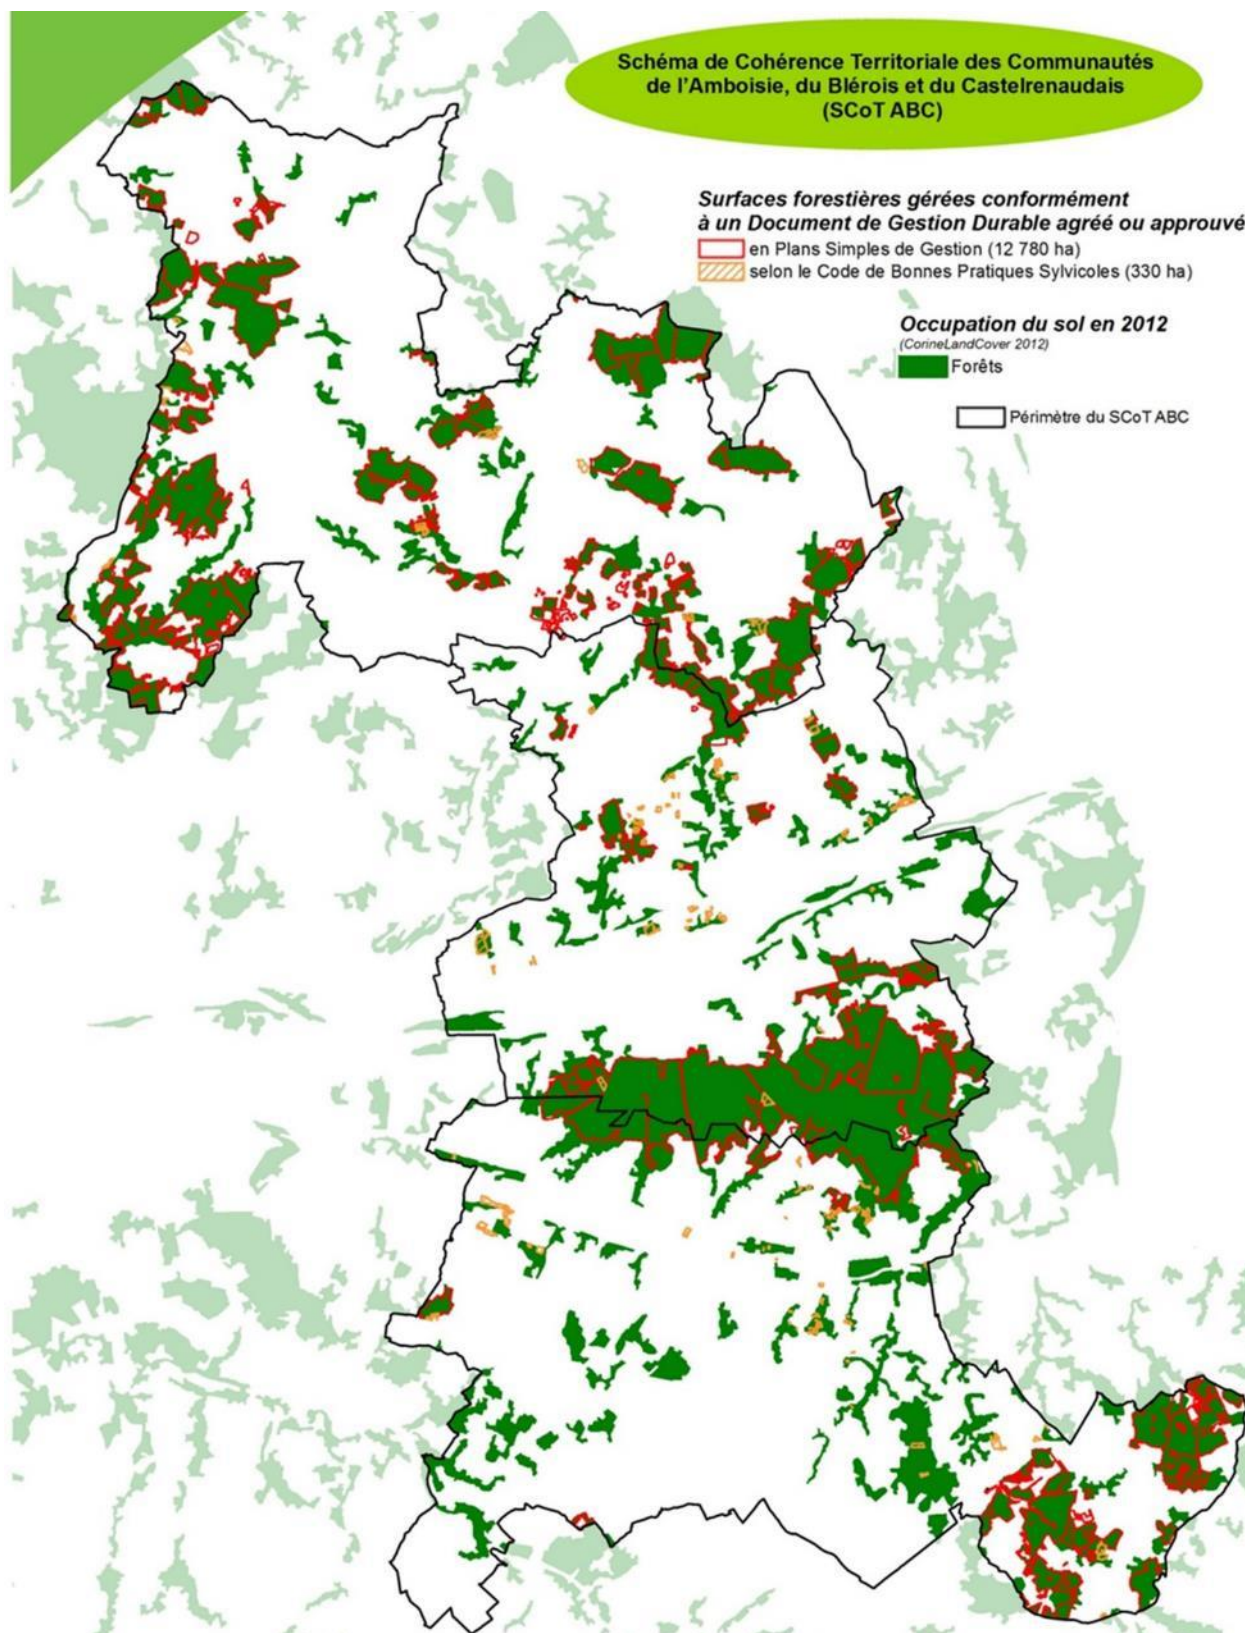 Schéma de Cohérence Territoriale des Communautés
de l'Amboisie, du Blérois et du Castelrenaudais
(SCoT ABC)
Surfaces forestières gérées conformément
à un Document de Gestion Durable agréé ou approuvé
en Plans Simples de Gestion (12 780 ha)
selon le Code de Bonnes Pratiques Sylvicoles (330 ha)
Occupation du sol en 2012
(CorineLandCover 2012)
Forêts
Périmètre du SCoT ABC